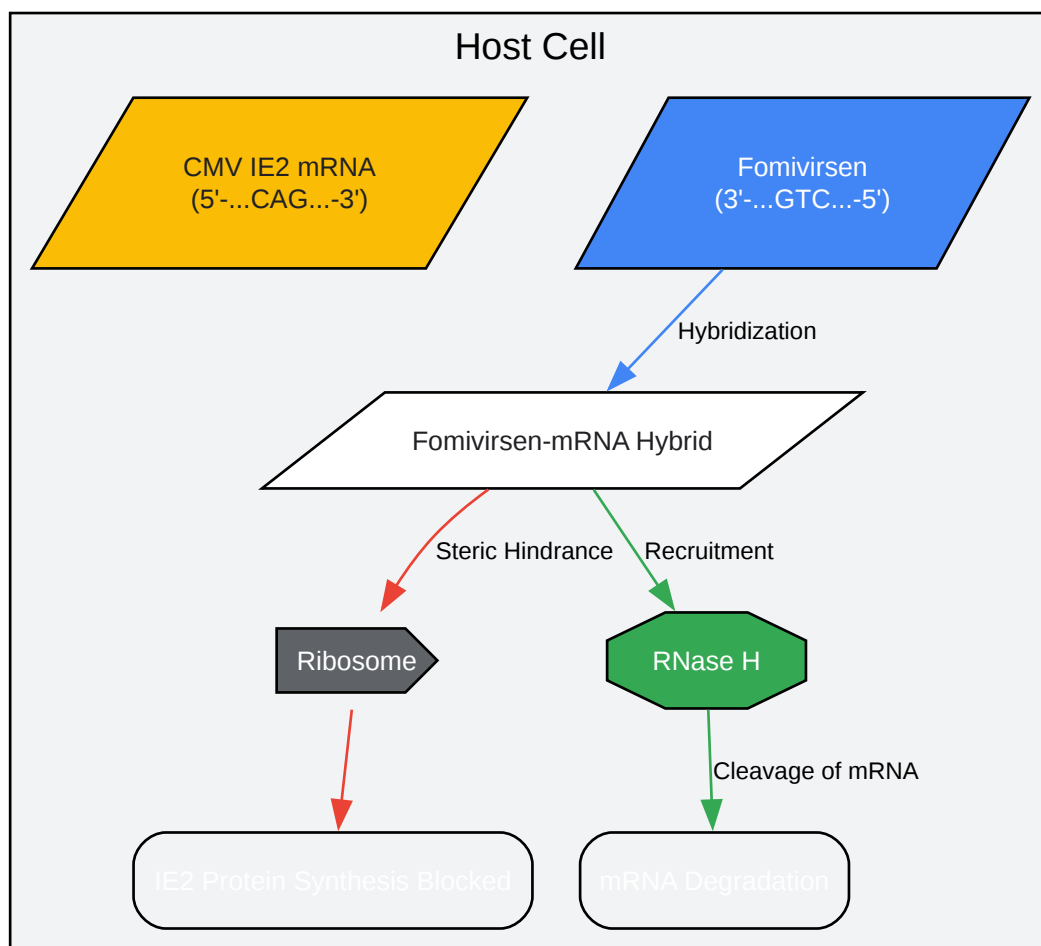 Host Cell
CMV IE2 mRNA
(5'-...CAG...-3')
Fomivirsen
(3'-...GTC...-5')
Hybridization
Fomivirsen-mRNA Hybrid
Steric Hindrance
Recruitment
Ribosome
RNase H
Cleavage of mRNA
IE2 Protein Synthesis Blocked
mRNA Degradation